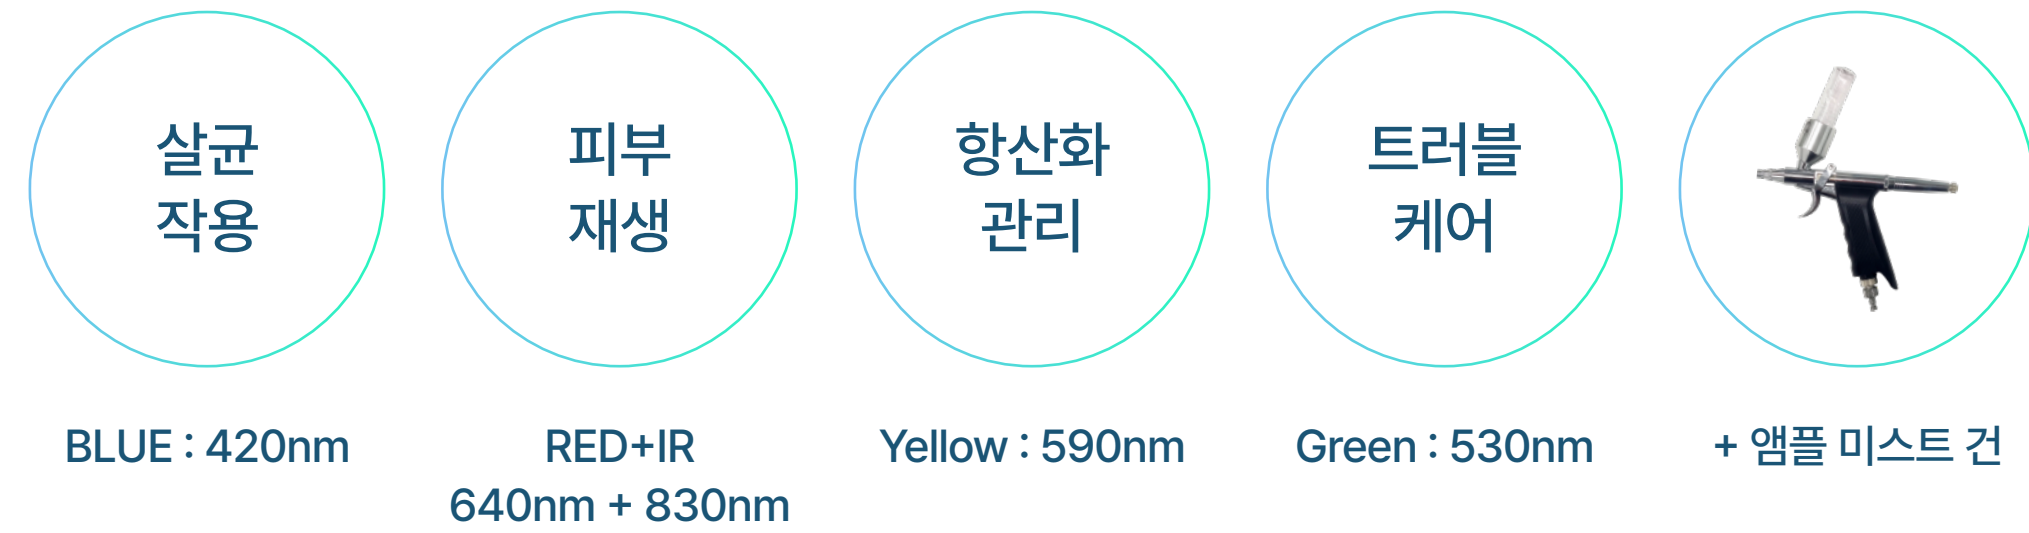 살균
작용
피부
재생
항산화
관리
트러블
케어
BLUE : 420nm
RED+IR
640nm + 830nm
Yellow : 590nm
Green : 530nm
+ 앰플 미스트 건